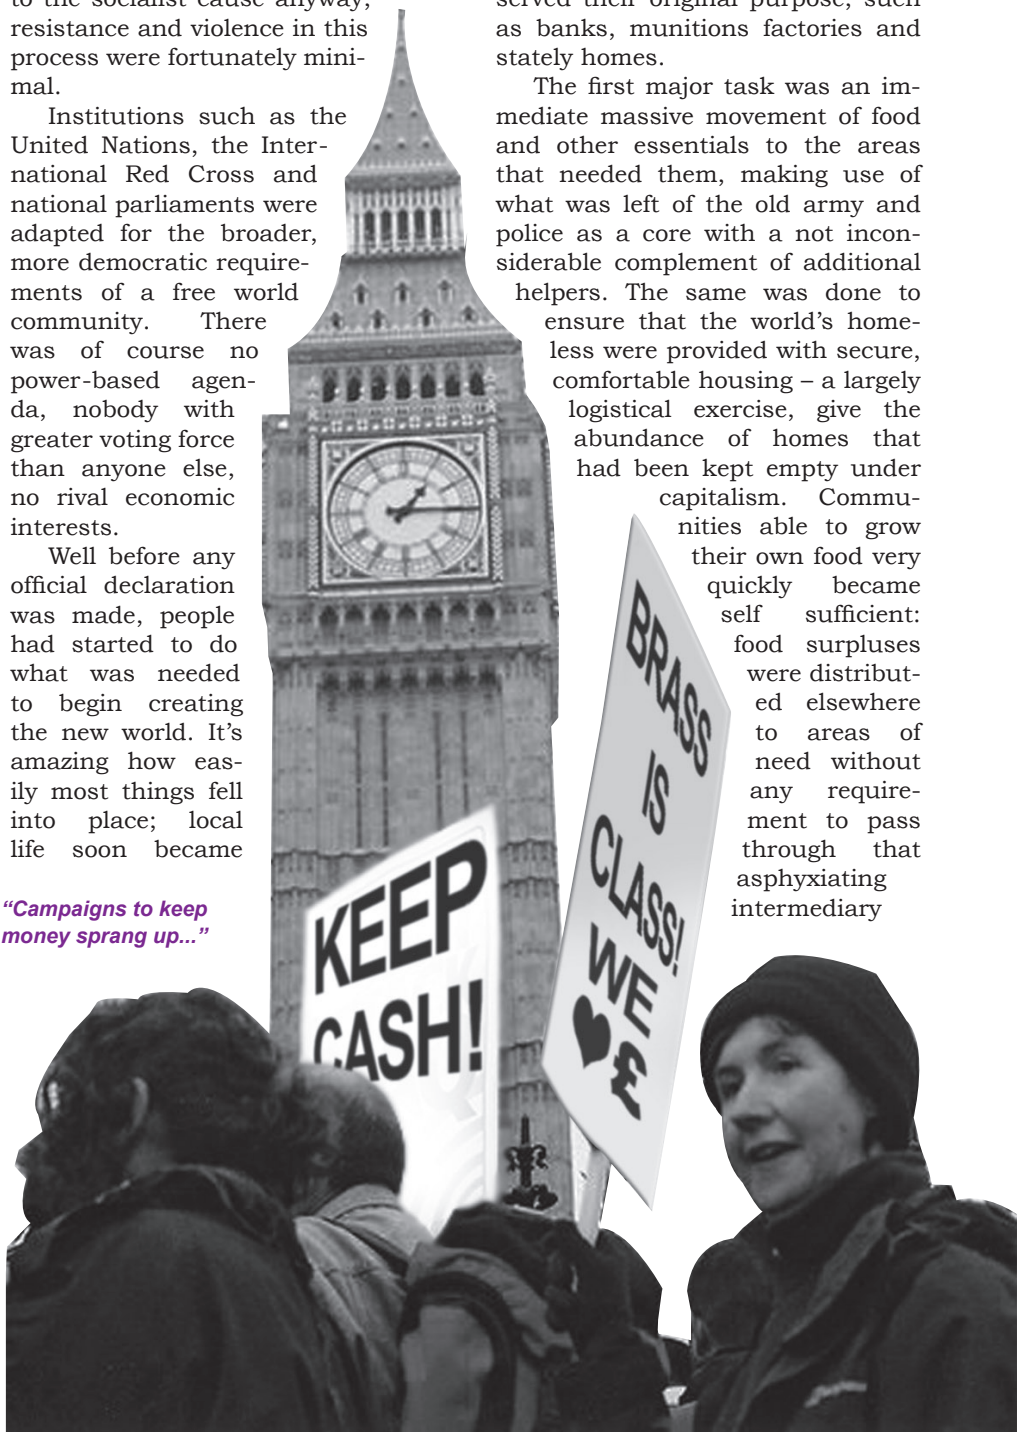 to the socialist cause anyway,
resistance and violence in this
process were fortunately mini-
mal.
Institutions such as the
United Nations, the Inter-
national Red Cross and
national parliaments were
adapted for the broader,
more democratic require-
ments of a free world
community. There
was of course no
power-based agen-
da, nobody with
greater voting force
than anyone else,
no rival economic
interests.
Well before any
official declaration
was made, people
had started to do
what was needed
to begin creating
the new world. It’s
amazing how eas-
ily most things fell
into place; local
life soon became
“Campaigns to keep
money sprang up...”
served their original purpose, such
as banks, munitions factories and
stately homes.
The first major task was an im-
mediate massive movement of food
and other essentials to the areas
that needed them, making use of
what was left of the old army and
police as a core with a not incon-
siderable complement of additional
helpers. The same was done to
ensure that the world’s home-
less were provided with secure,
comfortable housing – a largely
logistical exercise, give the
abundance of homes that
had been kept empty under
capitalism. Commu-
nities able to grow
their own food very
quickly became
self sufficient:
food surpluses
were distribut-
ed elsewhere
to areas of
need without
any require-
ment to pass
through that
asphyxiating
intermediary
KEEP
CASH!
BRASS
IS
CLASS!
WE
♥ £